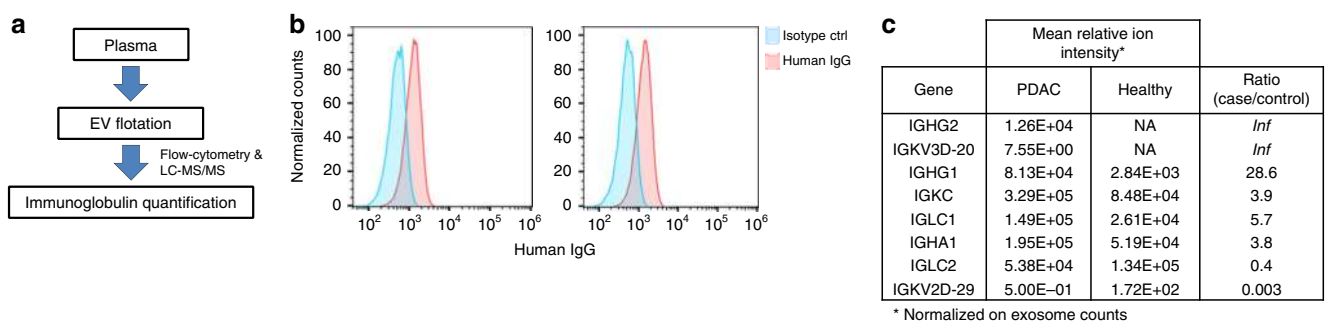 a
Plasma
EV flotation
Flow-cytometry &
LC-MS/MS
Immunoglobulin quantification
b
Normalized counts
100
80
60
40
20
0
10^2 10^3 10^4 10^5 10^6
100
80
60
40
20
0
10^2 10^3 10^4 10^5 10^6
Human IgG
Isotype ctrl
Human IgG
c
Mean relative ion
intensity*
Gene PDAC Healthy Ratio
(case/control)
IGHG2 1.26E+04 NA Inf
IGKV3D-20 7.55E+00 NA Inf
IGHG1 8.13E+04 2.84E+03 28.6
IGKC 3.29E+05 8.48E+04 3.9
IGLC1 1.49E+05 2.61E+04 5.7
IGHA1 1.95E+05 5.19E+04 3.8
IGLC2 5.38E+04 1.34E+05 0.4
IGKV2D-29 5.00E–01 1.72E+02 0.003
* Normalized on exosome counts